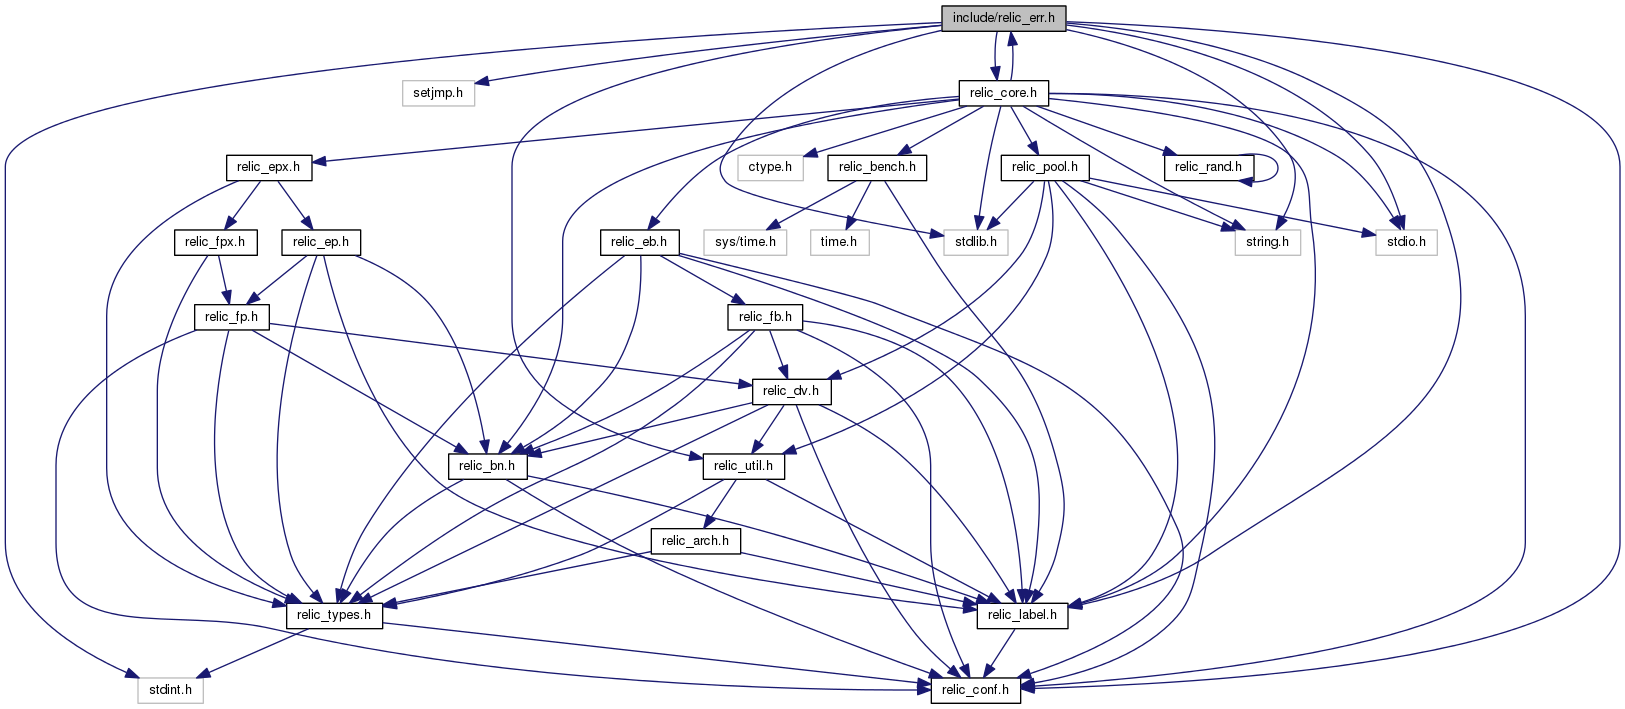 include/relic_err.h
setjmp.h
relic_core.h
relic_epx.h
ctype.h
relic_bench.h
relic_pool.h
relic_rand.h
relic_fpx.h
relic_ep.h
relic_eb.h
sys/time.h
time.h
stdlib.h
string.h
stdio.h
relic_fp.h
relic_fb.h
relic_dv.h
relic_bn.h
relic_util.h
relic_arch.h
relic_types.h
relic_label.h
stdint.h
relic_conf.h